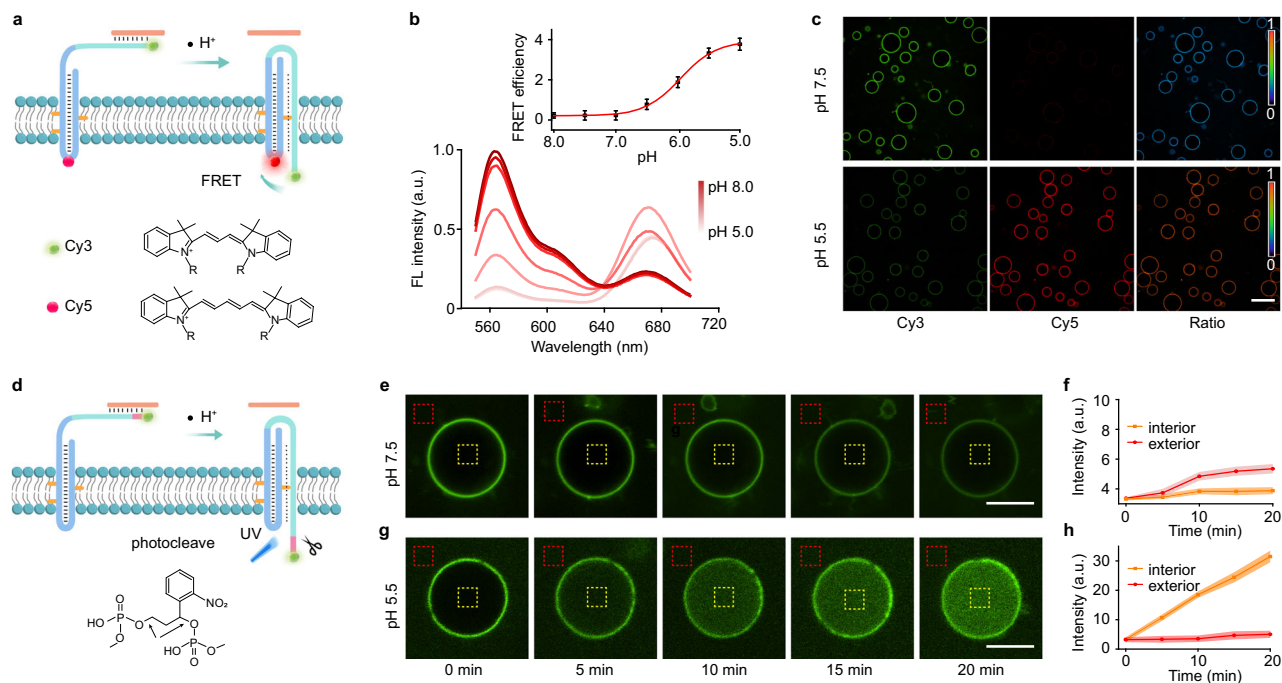 a
• H⁺
FRET
Cy3
N⁺
N
R
R
Cy5
N⁺
N
R
R
b
FRET efficiency
4
2
0
8.0
7.0
6.0
5.0
pH
FL intensity (a.u.)
1.0
0.5
0
pH 8.0
pH 5.0
560
600
640
680
720
Wavelength (nm)
c
pH 7.5
pH 5.5
1
0
1
0
Cy3
Cy5
Ratio
d
• H⁺
UV
photocleave
NO₂
O
HO
P
O
O
O
O
P
HO
O
e
pH 7.5
g
pH 5.5
0 min
5 min
10 min
15 min
20 min
f
Intensity (a.u.)
10
8
6
4
interior
exterior
0
10
20
Time (min)
h
Intensity (a.u.)
30
20
10
0
interior
exterior
0
10
20
Time (min)